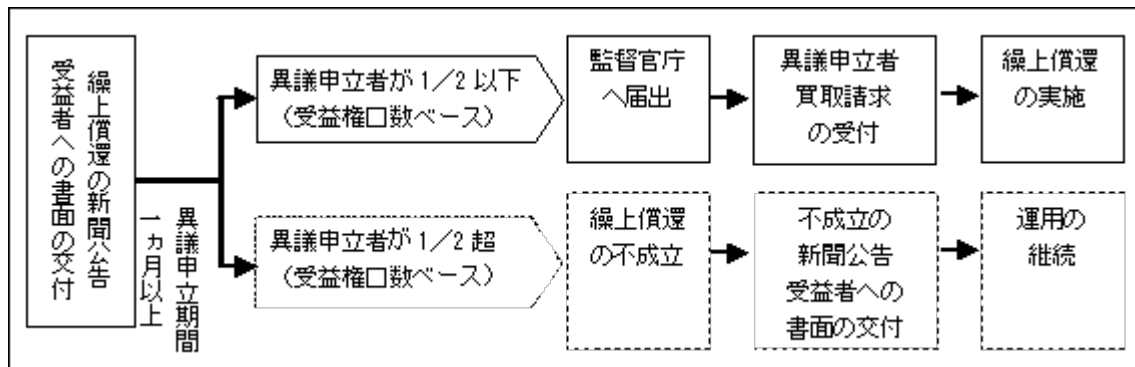 繰上償還の新聞公告
受益者への書面の交付
異議申立期間
一ヵ月以上
異議申立者が1/2以下
(受益権口数ベース)
監督官庁
へ届出
異議申立者
買取請求
の受付
繰上償還
の実施
異議申立者が1/2超
(受益権口数ベース)
繰上償還
の不成立
不成立の
新聞公告
受益者への
書面の交付
運用の
継続